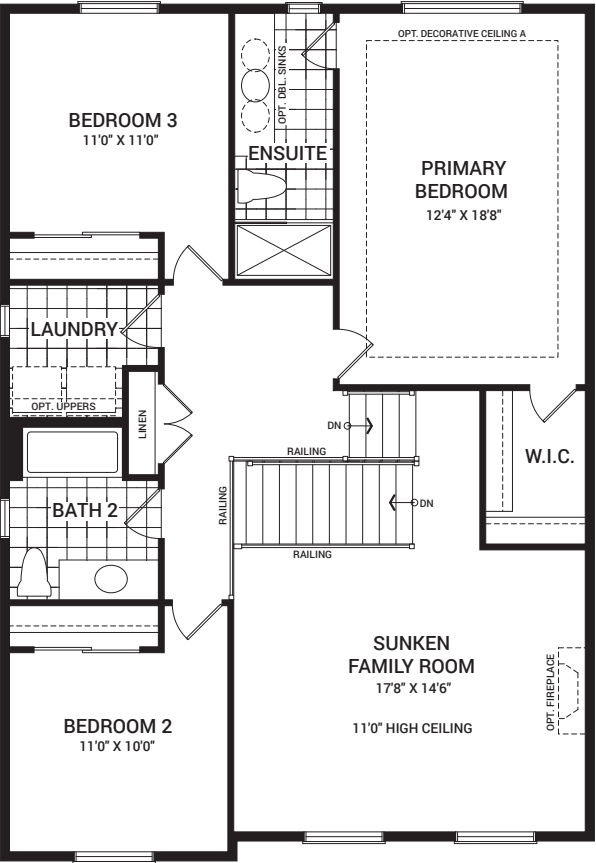 OPT. DECORATIVE CEILING A
BEDROOM 3
11'0" X 11'0"
OPT. DBL. SINKS
ENSUITE
PRIMARY
BEDROOM
12'4" X 18'8"
LAUNDRY
OPT. UPPERS
LINEN
DN
RAILING
W.I.C.
BATH 2
RAILING
DN
RAILING
SUNKEN
FAMILY ROOM
17'8" X 14'6"
11'0" HIGH CEILING
OPT. FIREPLACE
BEDROOM 2
11'0" X 10'0"